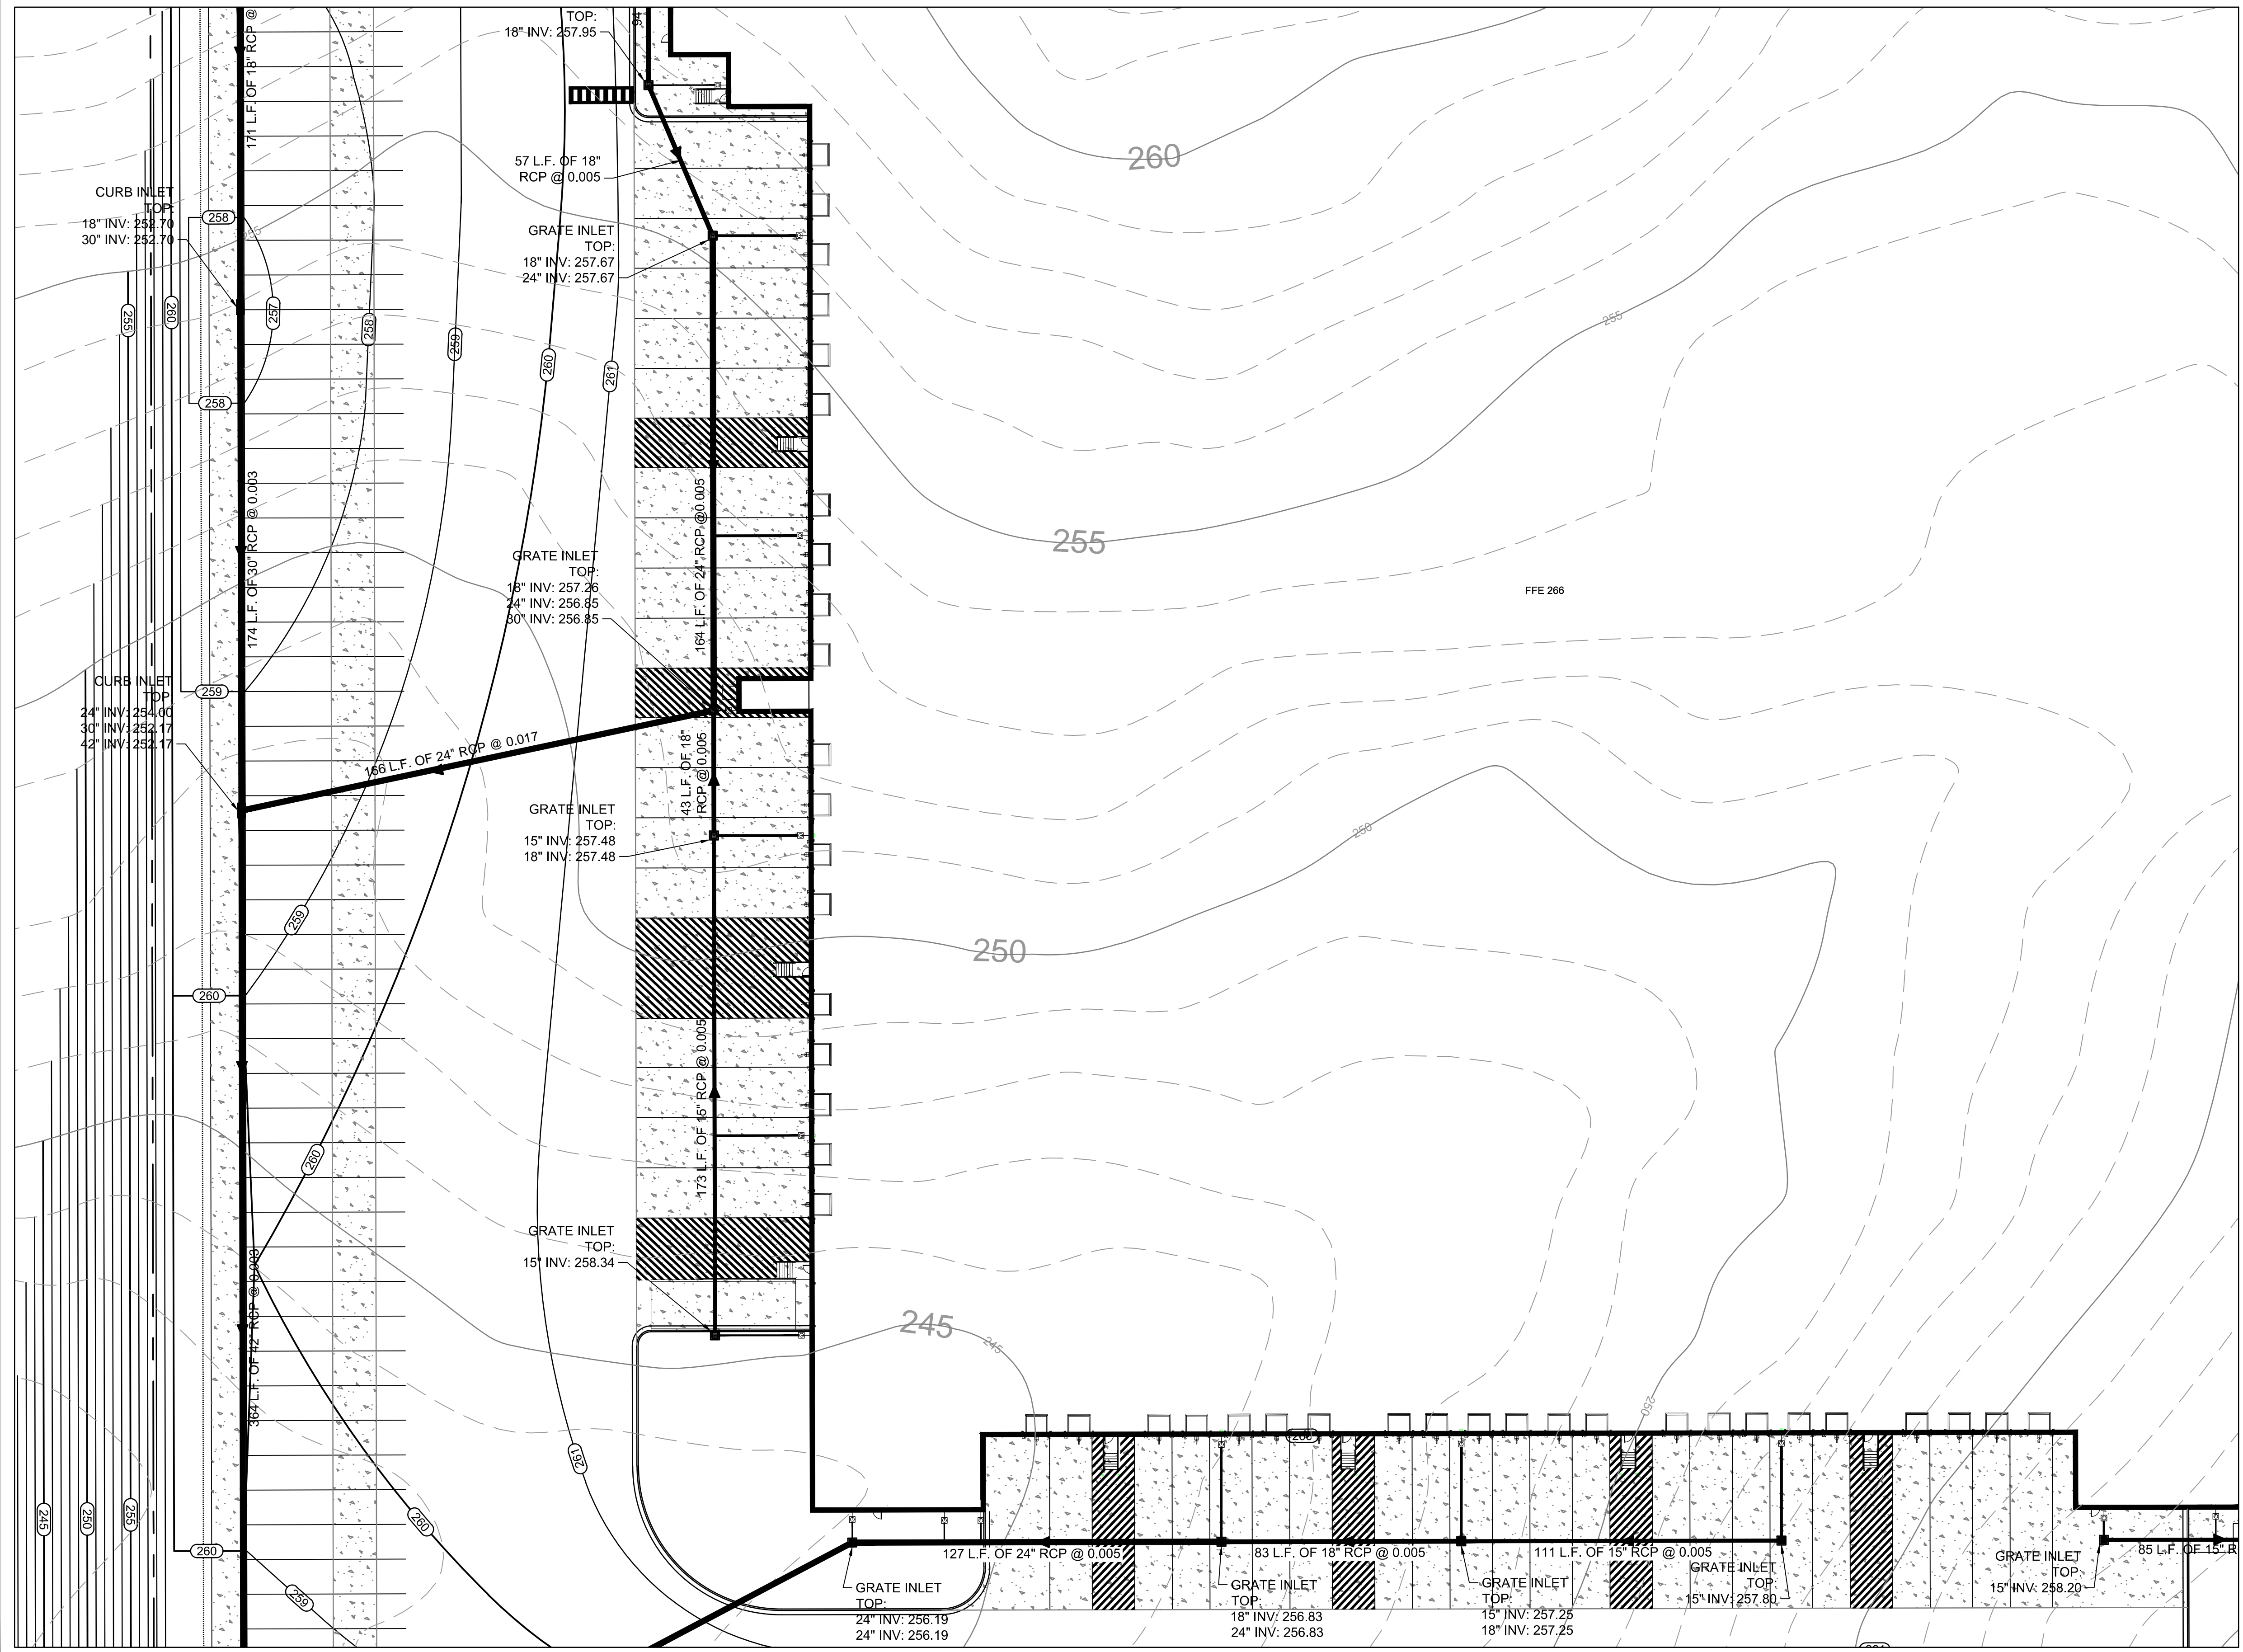 171 L.F. OF 18" RCP @
TOP:
18" INV: 257.95
94
57 L.F. OF 18"
RCP @ 0.005
260
CURB INLET
TOP:
18" INV: 252.70
30" INV: 252.70
258
255
GRATE INLET
TOP:
18" INV: 257.67
24" INV: 257.67
255
260
257
258
259
260
261
255
258
174 L.F. OF 30" RCP @ 0.003
164 L.F. OF 24" RCP @ 0.005
255
GRATE INLET
TOP:
18" INV: 257.26
24" INV: 256.85
30" INV: 256.85
FFE 266
CURB INLET
TOP:
24" INV: 254.00
30" INV: 252.17
42" INV: 252.17
259
166 L.F. OF 24" RCP @ 0.017
43 L.F. OF 18"
RCP @ 0.005
GRATE INLET
TOP:
15" INV: 257.48
18" INV: 257.48
250
259
250
260
173 L.F. OF 15" RCP @ 0.005
260
GRATE INLET
TOP:
15" INV: 258.34
364 L.F. OF 42" RCP @ 0.003
245
245
250
261
260
245
250
255
260
260
259
127 L.F. OF 24" RCP @ 0.005
83 L.F. OF 18" RCP @ 0.005
111 L.F. OF 15" RCP @ 0.005
85 L.F. OF 15" R
GRATE INLET
TOP:
24" INV: 256.19
24" INV: 256.19
GRATE INLET
TOP:
18" INV: 256.83
24" INV: 256.83
GRATE INLET
TOP:
15" INV: 257.25
18" INV: 257.25
GRATE INLET
TOP:
15" INV: 257.80
GRATE INLET
TOP:
15" INV: 258.20